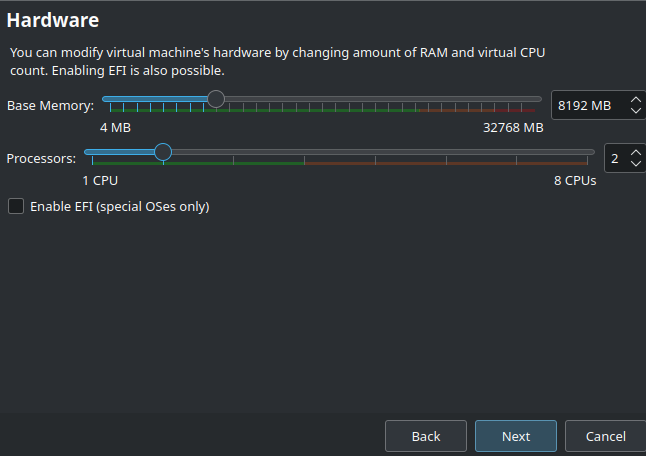 Hardware
You can modify virtual machine's hardware by changing amount of RAM and virtual CPU
count. Enabling EFI is also possible.
Base Memory: 8192 MB
4 MB 32768 MB
Processors: 2
1 CPU 8 CPUs
Enable EFI (special OSes only)
Back Next Cancel